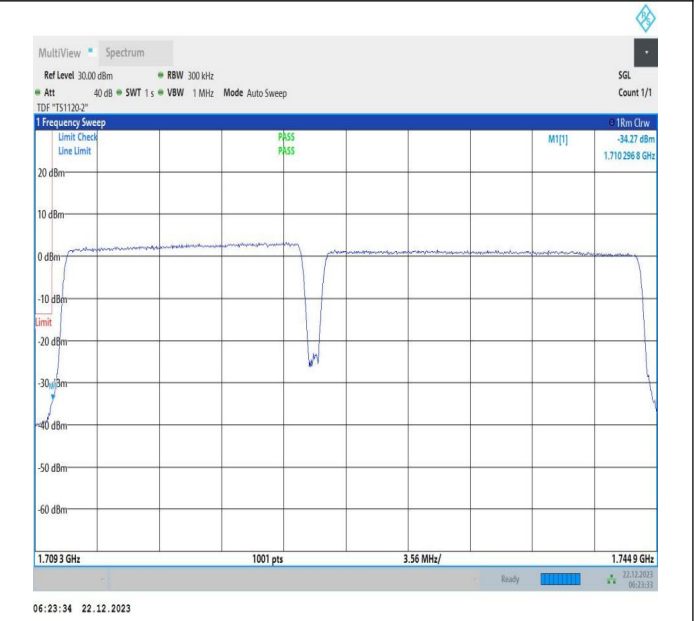 R S
MultiView Spectrum
Ref Level 30.00 dBm RBW 300 kHz SGL
Att 40 dB SWT 1 s VBW 1 MHz Mode Auto Sweep Count 1/1
TDF "TS1120-2"
1 Frequency Sweep 1Rm Clrw
Limit Check PASS M1[1] -34.27 dBm
Line Limit PASS 1.710 296 8 GHz
20 dBm
10 dBm
0 dBm
-10 dBm
Limit
-20 dBm
-40 dBm
-50 dBm
-60 dBm
1.709 3 GHz 1001 pts 3.56 MHz/ 1.744 9 GHz
Ready 22.12.2023
06:23:33
06:23:34 22.12.2023